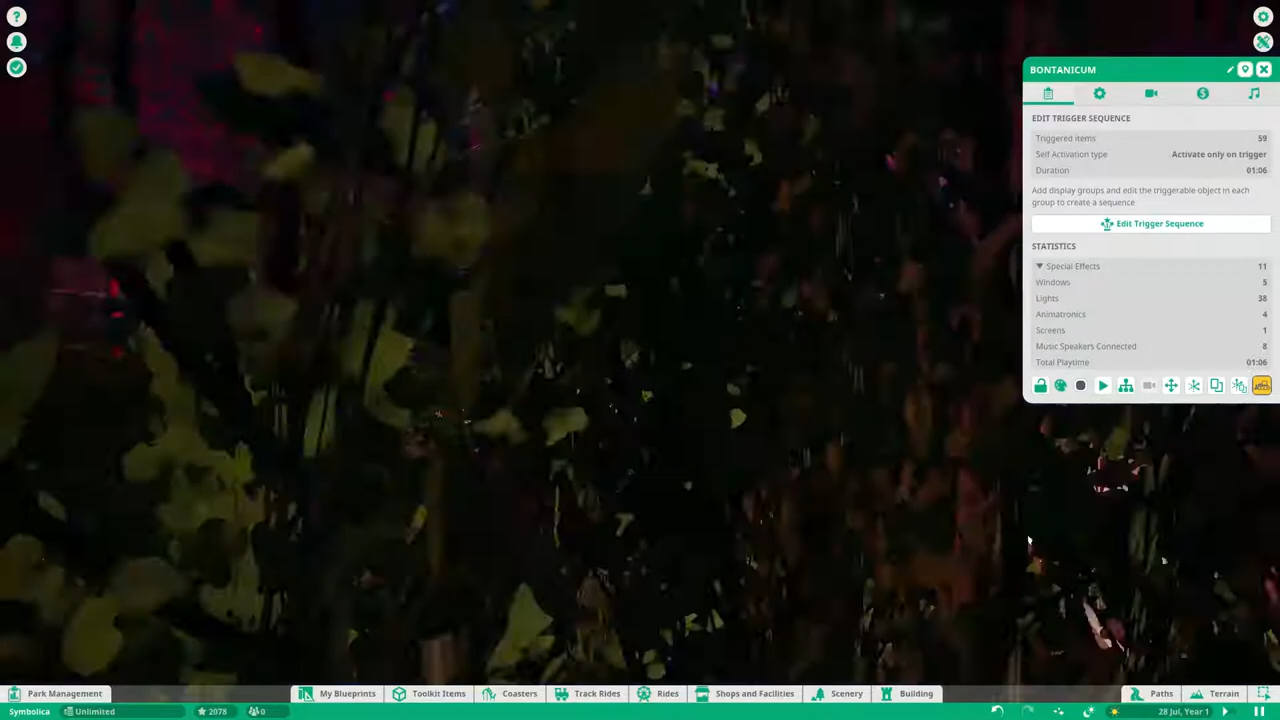 BONTANICUM
EDIT TRIGGER SEQUENCE
Triggered items 59
Self Activation type Activate only on trigger
Duration 01:06
Add display groups and edit the triggerable object in each
group to create a sequence
Edit Trigger Sequence
STATISTICS
Special Effects 11
Windows 5
Lights 38
Animatronics 4
Screens 1
Music Speakers Connected 8
Total Playtime 01:06
Park Management My Blueprints Toolkit Items Coasters Track Rides Rides Shops and Facilities Scenery Building Paths Terrain
Symbolica Unlimited 2078 0 28 Jul, Year 1